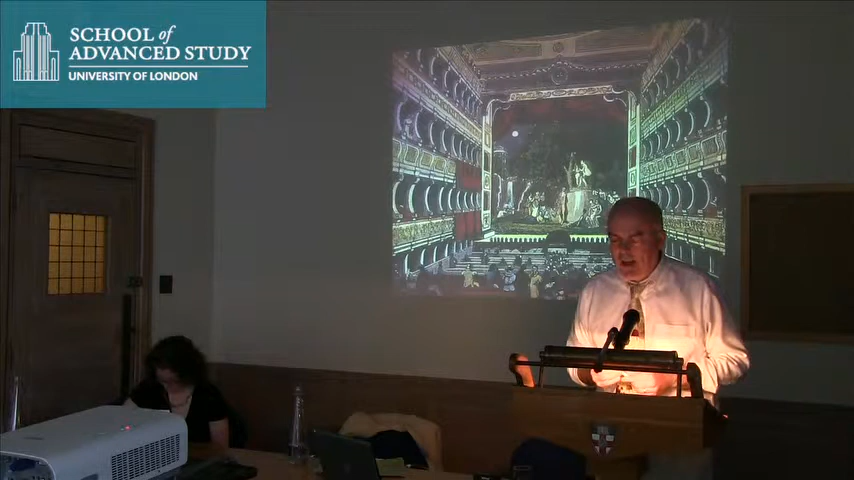 SCHOOL of
ADVANCED STUDY
UNIVERSITY OF LONDON